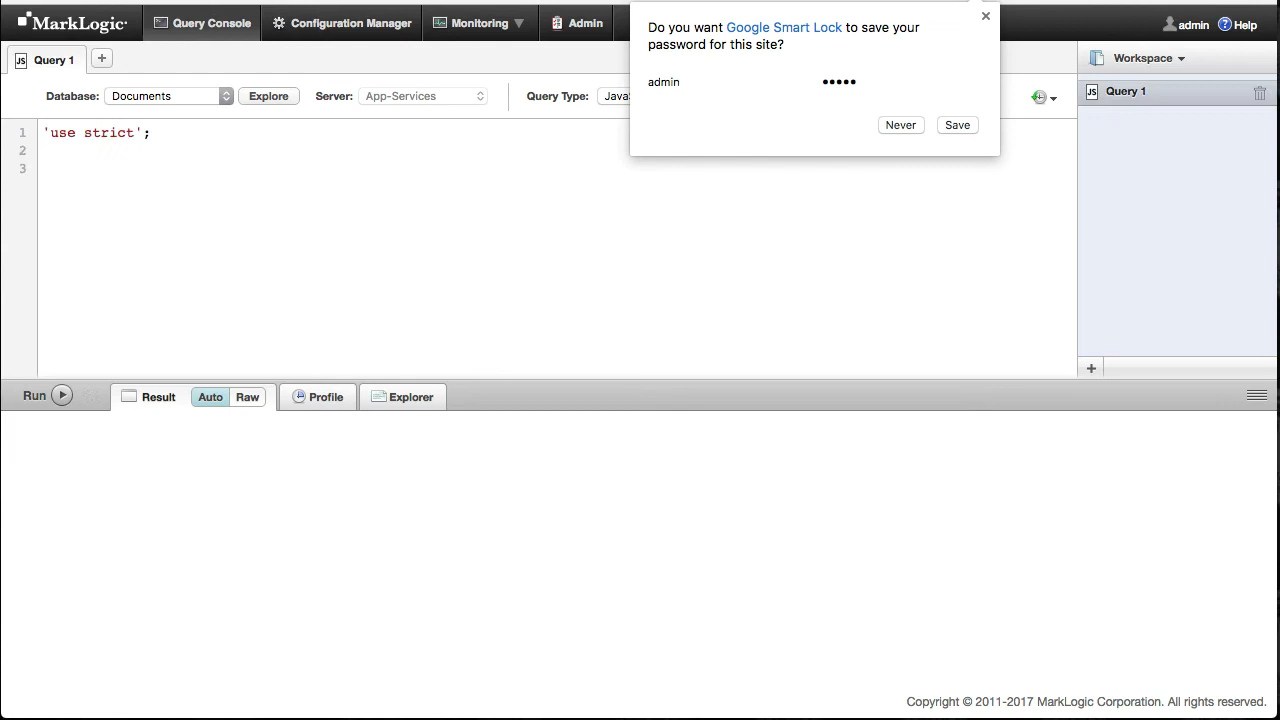 MarkLogic Query Console Configuration Manager Monitoring Admin admin Help
Do you want Google Smart Lock to save your
password for this site?
admin •••••
Never Save
JS Query 1 + Workspace
Database: Documents Explore Server: App-Services Query Type:
JS Query 1
1 'use strict';
2
3
+
Run Result Auto Raw Profile Explorer
Copyright © 2011-2017 MarkLogic Corporation. All rights reserved.